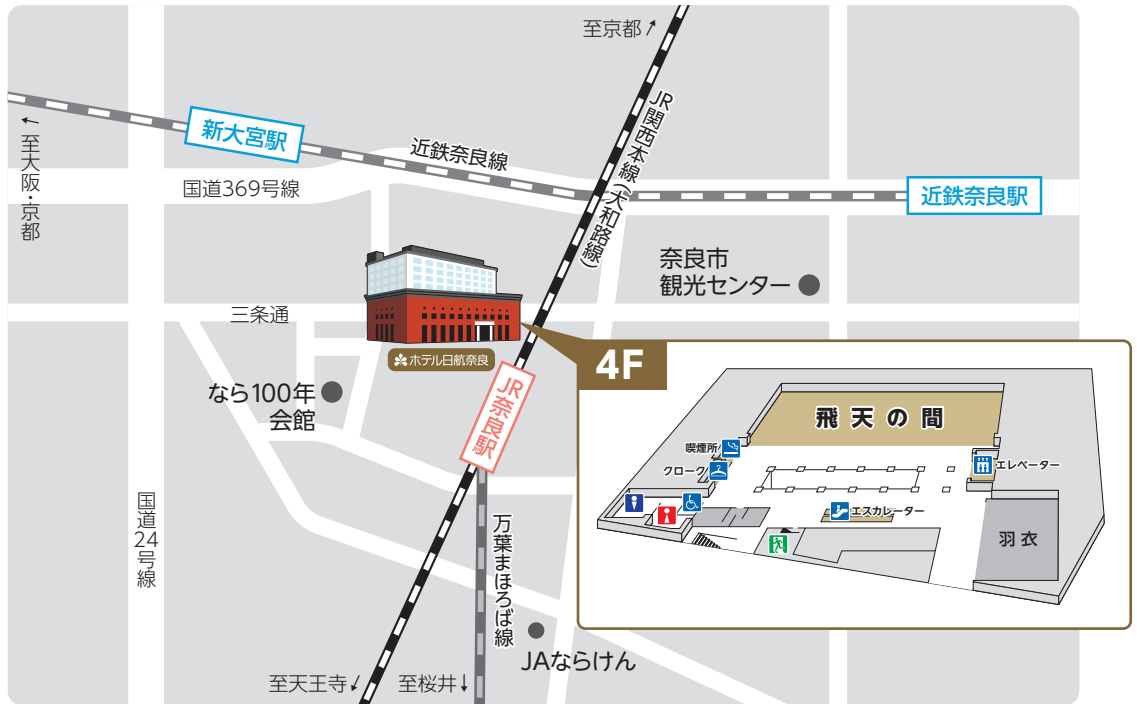 至京都↗
JR関西本線(大和路線)
新大宮駅
近鉄奈良線
←
至大阪・京都
国道369号線
近鉄奈良駅
奈良市
観光センター
三条通
ホテル日航奈良
4F
なら100年
会館
JR奈良駅
飛天の間
喫煙所
クローク
エレベーター
エスカレーター
羽衣
国道24号線
万葉まほろば線
JAならけん
至天王寺↙
至桜井↓